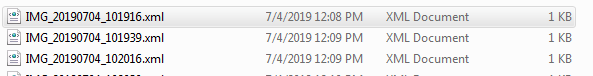 IMG_20190704_101916.xml 7/4/2019 12:08 PM XML Document 1 KB
IMG_20190704_101939.xml 7/4/2019 12:09 PM XML Document 1 KB
IMG_20190704_102016.xml 7/4/2019 12:09 PM XML Document 1 KB